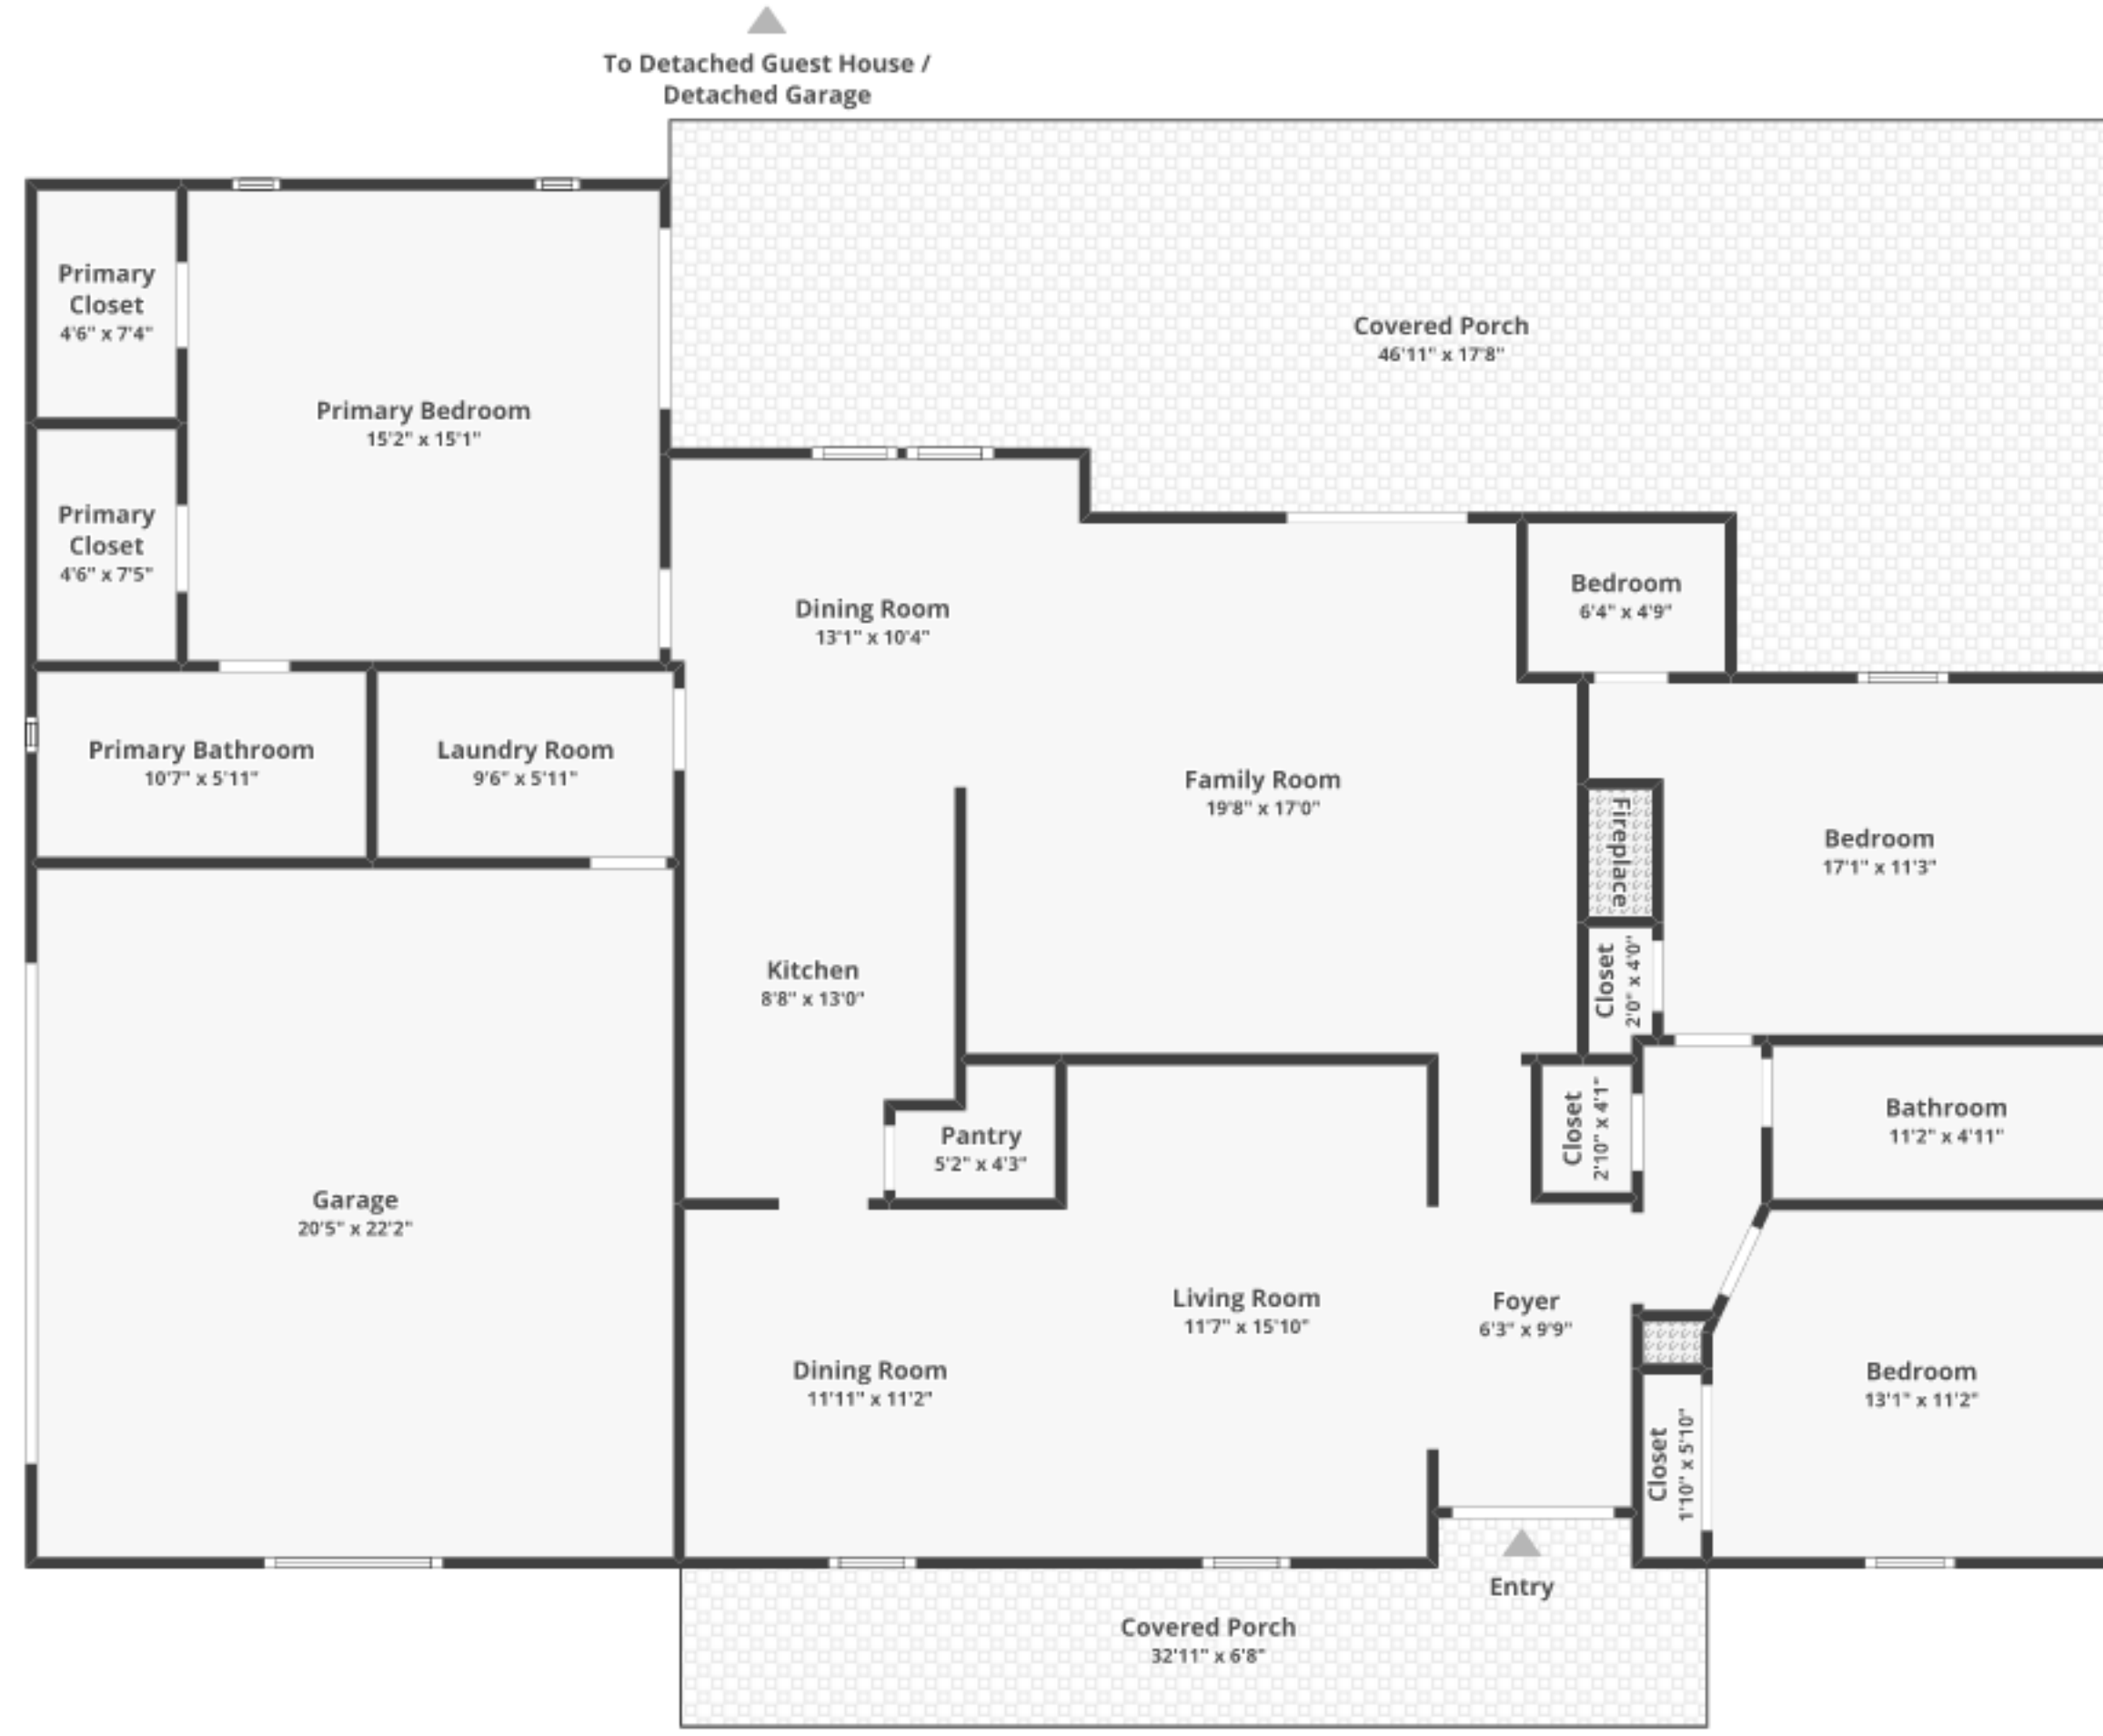 To Detached Guest House /
Detached Garage
Covered Porch
46'11" x 17'8"
Primary
Closet
4'6" x 7'4"
Primary Bedroom
15'2" x 15'1"
Primary
Closet
4'6" x 7'5"
Dining Room
13'1" x 10'4"
Bedroom
6'4" x 4'9"
Primary Bathroom
10'7" x 5'11"
Laundry Room
9'6" x 5'11"
Family Room
19'8" x 17'0"
Fireplace
Bedroom
17'1" x 11'3"
Kitchen
8'8" x 13'0"
Closet
2'0" x 4'0"
Pantry
5'2" x 4'3"
Closet
2'10" x 4'1"
Bathroom
11'2" x 4'11"
Garage
20'5" x 22'2"
Living Room
11'7" x 15'10"
Foyer
6'3" x 9'9"
Dining Room
11'11" x 11'2"
Bedroom
13'1" x 11'2"
Closet
1'10" x 5'10"
Entry
Covered Porch
32'11" x 6'8"